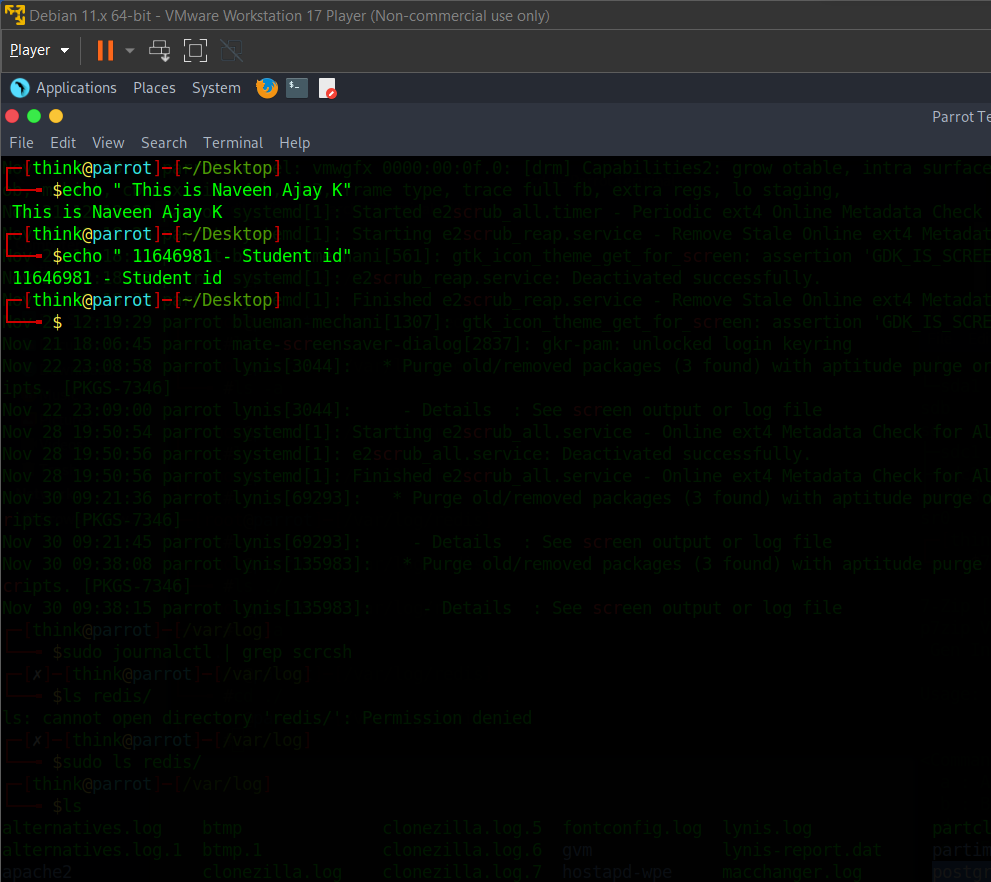 Debian 11.x 64-bit - VMware Workstation 17 Player (Non-commercial use only)
Player
Applications Places System
Parrot Te
File Edit View Search Terminal Help
[think@parrot]─[~/Desktop]
$echo " This is Naveen Ajay K"
This is Naveen Ajay K
[think@parrot]─[~/Desktop]
$echo " 11646981 - Student id"
11646981 - Student id
[think@parrot]─[~/Desktop]
$
12:19:29 parrot blueman-mechani[1307]: gtk_icon_theme_get_for_screen: assertion 'GDK_IS_SCRE
Nov 21 18:06:45 parrot mate-screensaver-dialog[2837]: gkr-pam: unlocked login keyring
Nov 22 23:08:58 parrot lynis[3044]: * Purge old/removed packages (3 found) with aptitude purge or
ipts. [PKGS-7346]
Nov 22 23:09:00 parrot lynis[3044]: - Details : See screen output or log file
Nov 28 19:50:54 parrot systemd[1]: Starting e2scrub_all.service - Online ext4 Metadata Check for Al
Nov 28 19:50:56 parrot systemd[1]: e2scrub_all.service: Deactivated successfully.
Nov 28 19:50:56 parrot systemd[1]: Finished e2scrub_all.service - Online ext4 Metadata Check for Al
Nov 30 09:21:36 parrot lynis[69293]: * Purge old/removed packages (3 found) with aptitude purge o
ripts. [PKGS-7346]
Nov 30 09:21:45 parrot lynis[69293]: - Details : See screen output or log file
Nov 30 09:38:08 parrot lynis[135983]: * Purge old/removed packages (3 found) with aptitude purge
cripts. [PKGS-7346]
Nov 30 09:38:15 parrot lynis[135983]: - Details : See screen output or log file
[think@parrot]─[/var/log]
$sudo journalctl | grep scrcsh
[✗]─[think@parrot]─[/var/log]
$ls redis/
ls: cannot open directory 'redis/': Permission denied
[✗]─[think@parrot]─[/var/log]
$sudo ls redis/
[think@parrot]─[/var/log]
$ls
alternatives.log btmp clonezilla.log.5 fontconfig.log lynis.log partcl
alternatives.log.1 btmp.1 clonezilla.log.6 gvm lynis-report.dat partim
apache2 clonezilla.log clonezilla.log.7 hostapd-wpe macchanger.log postgr